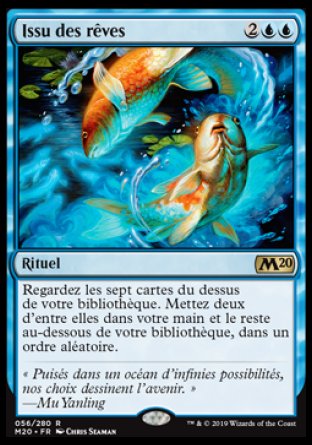 Issu des rêves 2
Rituel M20
Regardez les sept cartes du dessus
de votre bibliothèque. Mettez deux
d'entre elles dans votre main et le reste
au-dessous de votre bibliothèque, dans un
ordre aléatoire.
« Puisés dans un océan d'infinies possibilités,
nos choix dessinent l'avenir. »
—Mu Yanling
056/280 R
M20 • FR Chris Seaman ™ & © 2019 Wizards of the Coast